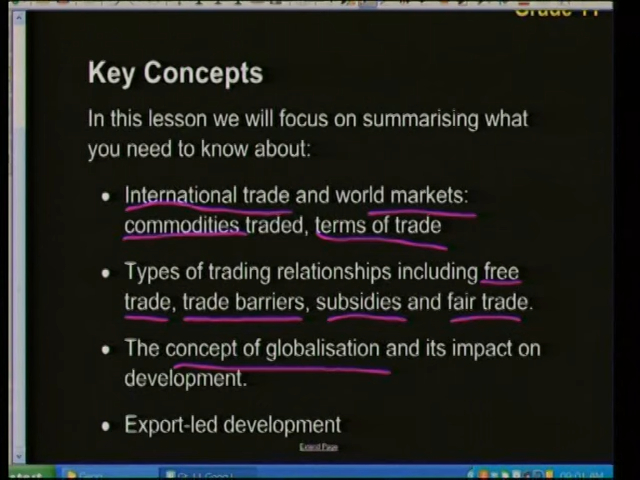 Grade 11
Key Concepts
In this lesson we will focus on summarising what
you need to know about:
• International trade and world markets:
commodities traded, terms of trade
• Types of trading relationships including free
trade, trade barriers, subsidies and fair trade.
• The concept of globalisation and its impact on
development.
• Export-led development
Extend Page
start